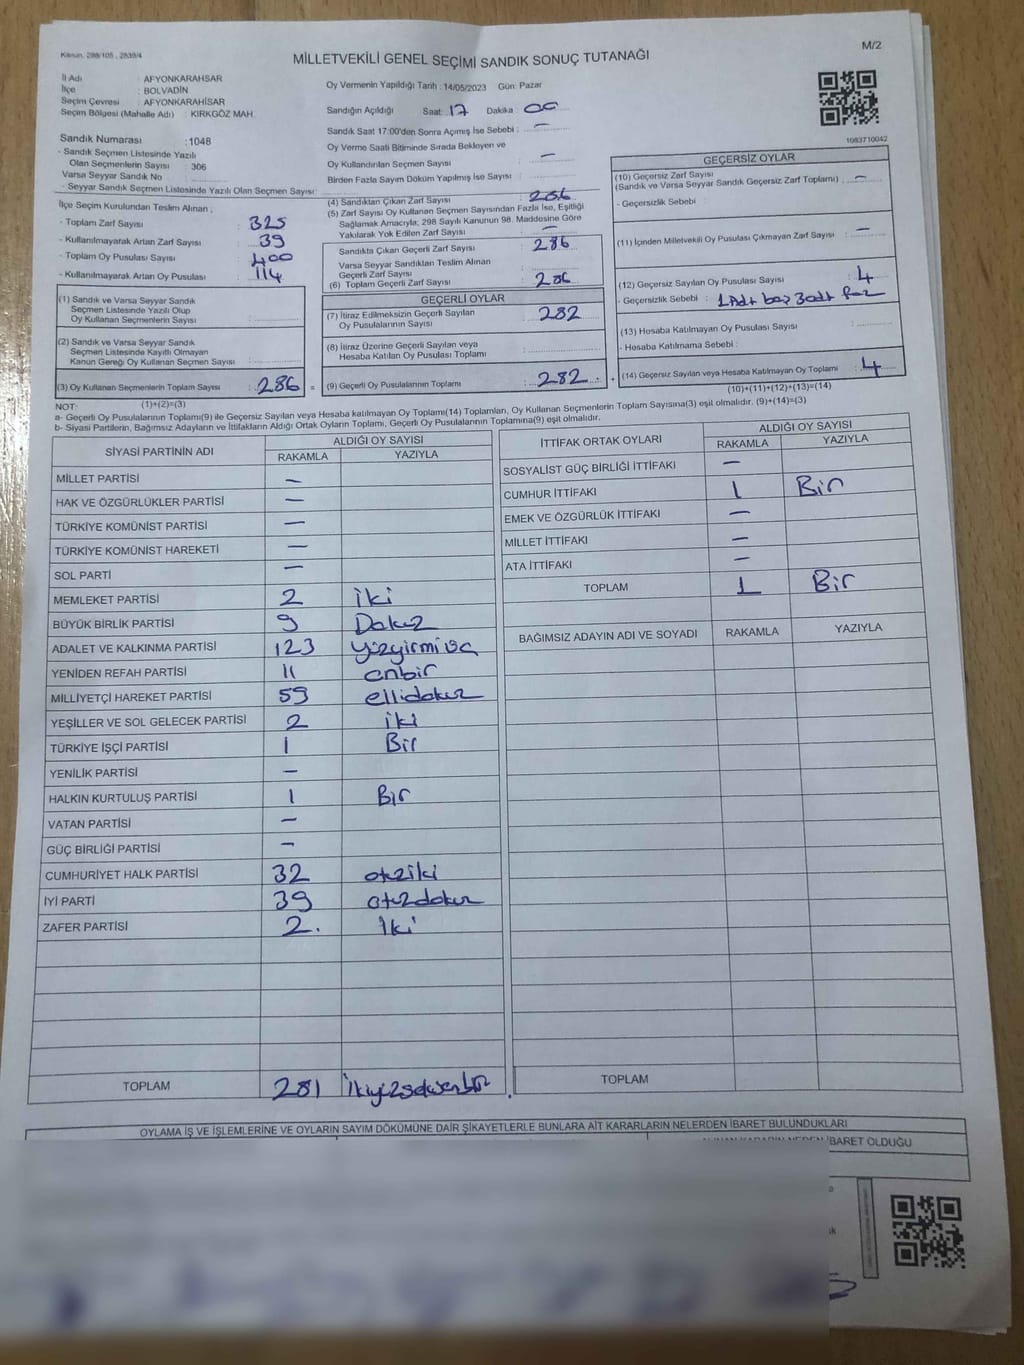 Kanun: 298/105 , 2839/4
M/2
MİLLETVEKİLİ GENEL SEÇİMİ SANDIK SONUÇ TUTANAĞI
İl Adı : AFYONKARAHİSAR
İlçe : BOLVADİN
Seçim Çevresi : AFYONKARAHİSAR
Seçim Bölgesi (Mahalle Adı) : KIRKGÖZ MAH.
Sandık Numarası : 1048
- Sandık Seçmen Listesinde Yazılı
Olan Seçmenlerin Sayısı : 306
Varsa Seyyar Sandık No :
- Seyyar Sandık Seçmen Listesinde Yazılı Olan Seçmen Sayısı:
Oy Vermenin Yapıldığı Tarih : 14/05/2023 Gün: Pazar
Sandığın Açıldığı Saat: 17 Dakika 00
Sandık Saat 17:00'den Sonra Açımış İse Sebebi : —
Oy Verme Saati Bitiminde Sırada Bekleyen ve
Oy Kullandırılan Seçmen Sayısı : —
Birden Fazla Sayım Döküm Yapılmış İse Sayısı :
1083710042
İlçe Seçim Kurulundan Teslim Alınan ;
- Toplam Zarf Sayısı : 325
- Kullanılmayarak Artan Zarf Sayısı : 39
- Toplam Oy Pusulası Sayısı : 400
- Kullanılmayarak Artan Oy Pusulası : 114
(4) Sandıktan Çıkan Zarf Sayısı : 286
(5) Zarf Sayısı Oy Kullanan Seçmen Sayısından Fazla İse, Eşitliği
Sağlamak Amacıyla; 298 Sayılı Kanunun 98. Maddesine Göre
Yakılarak Yok Edilen Zarf Sayısı : —
Sandıkta Çıkan Geçerli Zarf Sayısı : 286
Varsa Seyyar Sandıktan Teslim Alınan
Geçerli Zarf Sayısı :
(6) Toplam Geçerli Zarf Sayısı : 286
GEÇERSİZ OYLAR
(10) Geçersiz Zarf Sayısı
(Sandık ve Varsa Seyyar Sandık Geçersiz Zarf Toplamı) : —
- Geçersizlik Sebebi :
(11) İçinden Milletvekili Oy Pusulası Çıkmayan Zarf Sayısı : —
(12) Geçersiz Sayılan Oy Pusulası Sayısı : 4
- Geçersizlik Sebebi : 1 Adt boş 3 adt faz
(13) Hesaba Katılmayan Oy Pusulası Sayısı :
- Hesaba Katılmama Sebebi :
(14) Geçersiz Sayılan veya Hesaba Katılmayan Oy Toplamı : 4
(10)+(11)+(12)+(13)=(14)
(1) Sandık ve Varsa Seyyar Sandık
Seçmen Listesinde Yazılı Olup
Oy Kullanan Seçmenlerin Sayısı :
(2) Sandık ve Varsa Seyyar Sandık
Seçmen Listesinde Kayıtlı Olmayan
Kanun Gereği Oy Kullanan Seçmen Sayısı :
(3) Oy Kullanan Seçmenlerin Toplam Sayısı : 286 =
(1)+(2)=(3)
GEÇERLİ OYLAR
(7) İtiraz Edilmeksizin Geçerli Sayılan
Oy Pusulalarının Sayısı : 282
(8) İtiraz Üzerine Geçerli Sayılan veya
Hesaba Katılan Oy Pusulası Toplamı :
(9) Geçerli Oy Pusulalarının Toplamı : 282 +
NOT:
a- Geçerli Oy Pusulalarının Toplamı(9) ile Geçersiz Sayılan veya Hesaba katılmayan Oy Toplamı(14) Toplamları, Oy Kullanan Seçmenlerin Toplam Sayısına(3) eşit olmalıdır. (9)+(14)=(3)
b- Siyasi Partilerin, Bağımsız Adayların ve İttifakların Aldığı Ortak Oyların Toplamı, Geçerli Oy Pusulalarının Toplamına(9) eşit olmalıdır.
SİYASİ PARTİNİN ADI ALDIĞI OY SAYISI
RAKAMLA YAZIYLA
MİLLET PARTİSİ —
HAK VE ÖZGÜRLÜKLER PARTİSİ —
TÜRKİYE KOMÜNİST PARTİSİ —
TÜRKİYE KOMÜNİST HAREKETİ —
SOL PARTİ —
MEMLEKET PARTİSİ 2 iki
BÜYÜK BİRLİK PARTİSİ 9 Dokuz
ADALET VE KALKINMA PARTİSİ 123 yüzyirmi üç
YENİDEN REFAH PARTİSİ 11 onbir
MİLLİYETÇİ HAREKET PARTİSİ 59 ellidokuz
YEŞİLLER VE SOL GELECEK PARTİSİ 2 iki
TÜRKİYE İŞÇİ PARTİSİ 1 Bir
YENİLİK PARTİSİ —
HALKIN KURTULUŞ PARTİSİ 1 Bir
VATAN PARTİSİ —
GÜÇ BİRLİĞİ PARTİSİ —
CUMHURİYET HALK PARTİSİ 32 otuziki
İYİ PARTİ 39 otuzdokuz
ZAFER PARTİSİ 2. İki
TOPLAM 281 İkiyüzseksenbir
İTTİFAK ORTAK OYLARI ALDIĞI OY SAYISI
RAKAMLA YAZIYLA
SOSYALİST GÜÇ BİRLİĞİ İTTİFAKI —
CUMHUR İTTİFAKI 1 Bir
EMEK VE ÖZGÜRLÜK İTTİFAKI —
MİLLET İTTİFAKI —
ATA İTTİFAKI —
TOPLAM 1 Bir
BAĞIMSIZ ADAYIN ADI VE SOYADI RAKAMLA YAZIYLA
TOPLAM
OYLAMA İŞ VE İŞLEMLERİNE VE OYLARIN SAYIM DÖKÜMÜNE DAİR ŞİKAYETLERLE BUNLARA AİT KARARLARIN NELERDEN İBARET BULUNDUKLARI
İBARET OLDUĞU